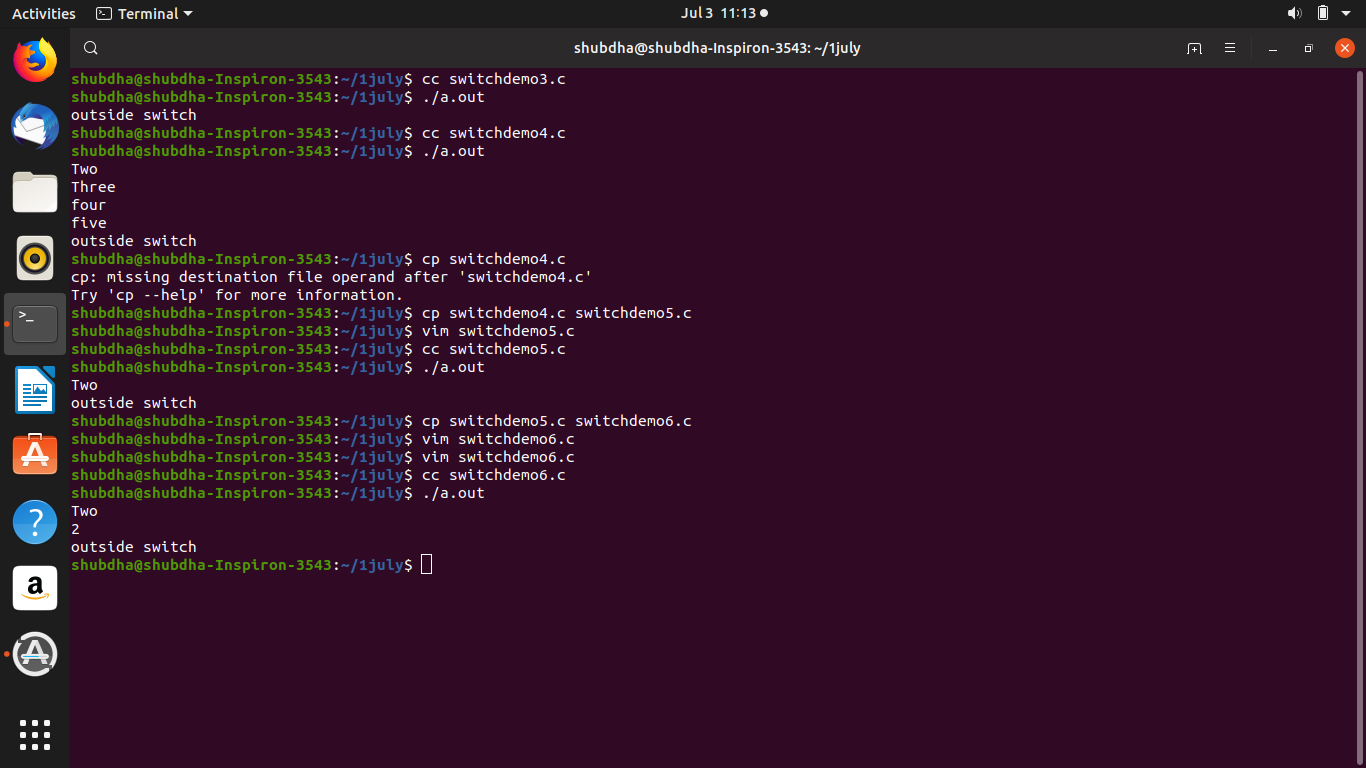 Activities Terminal Jul 3 11:13
shubdha@shubdha-Inspiron-3543: ~/1july
shubdha@shubdha-Inspiron-3543:~/1july$ cc switchdemo3.c
shubdha@shubdha-Inspiron-3543:~/1july$ ./a.out
outside switch
shubdha@shubdha-Inspiron-3543:~/1july$ cc switchdemo4.c
shubdha@shubdha-Inspiron-3543:~/1july$ ./a.out
Two
Three
four
five
outside switch
shubdha@shubdha-Inspiron-3543:~/1july$ cp switchdemo4.c
cp: missing destination file operand after 'switchdemo4.c'
Try 'cp --help' for more information.
shubdha@shubdha-Inspiron-3543:~/1july$ cp switchdemo4.c switchdemo5.c
shubdha@shubdha-Inspiron-3543:~/1july$ vim switchdemo5.c
shubdha@shubdha-Inspiron-3543:~/1july$ cc switchdemo5.c
shubdha@shubdha-Inspiron-3543:~/1july$ ./a.out
Two
outside switch
shubdha@shubdha-Inspiron-3543:~/1july$ cp switchdemo5.c switchdemo6.c
shubdha@shubdha-Inspiron-3543:~/1july$ vim switchdemo6.c
shubdha@shubdha-Inspiron-3543:~/1july$ vim switchdemo6.c
shubdha@shubdha-Inspiron-3543:~/1july$ cc switchdemo6.c
shubdha@shubdha-Inspiron-3543:~/1july$ ./a.out
Two
2
outside switch
shubdha@shubdha-Inspiron-3543:~/1july$